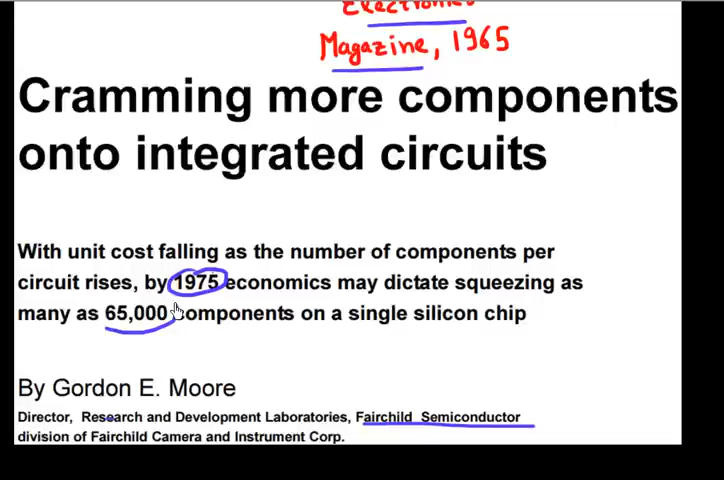 Electronics
Magazine, 1965
Cramming more components
onto integrated circuits
With unit cost falling as the number of components per
circuit rises, by 1975 economics may dictate squeezing as
many as 65,000 components on a single silicon chip
By Gordon E. Moore
Director, Research and Development Laboratories, Fairchild Semiconductor
division of Fairchild Camera and Instrument Corp.